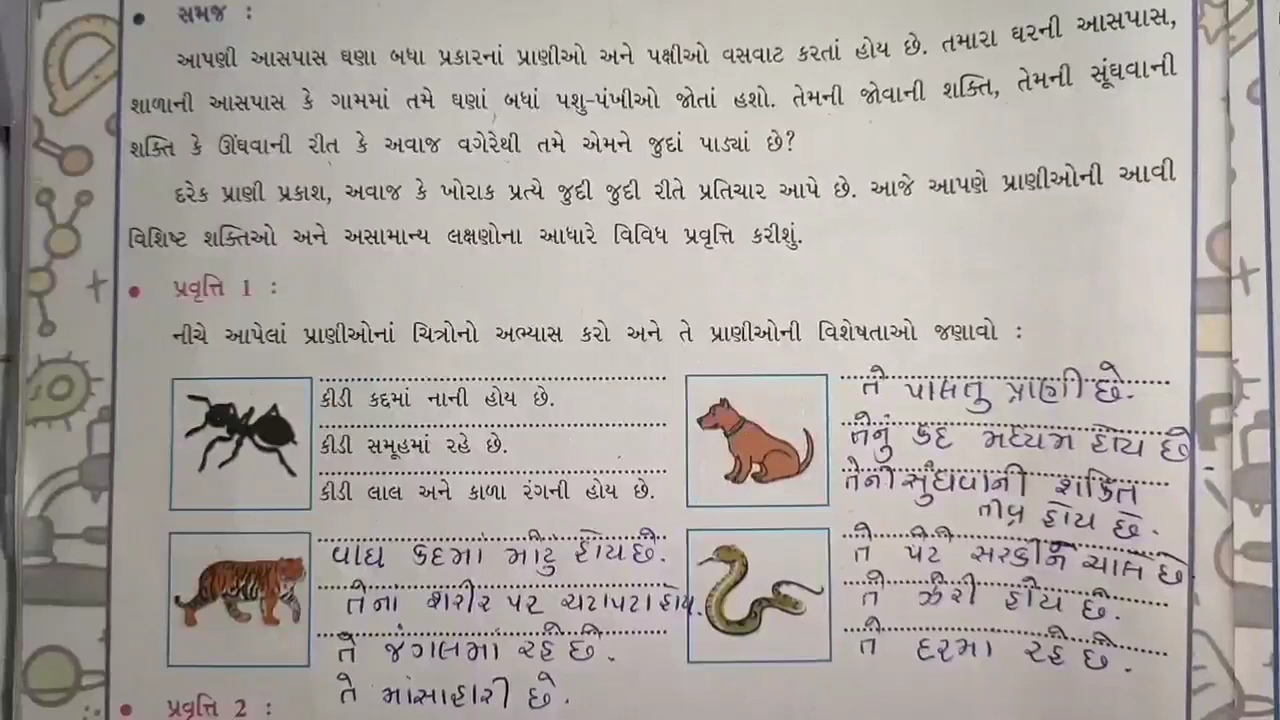 • સમજ :
આપણી આસપાસ ઘણા બધા પ્રકારનાં પ્રાણીઓ અને પક્ષીઓ વસવાટ કરતાં હોય છે. તમારા ઘરની આસપાસ,
શાળાની આસપાસ કે ગામમાં તમે ઘણાં બધાં પશુ-પંખીઓ જોતાં હશો. તેમની જોવાની શક્તિ, તેમની સૂંઘવાની
શક્તિ કે ઊંઘવાની રીત કે અવાજ વગેરેથી તમે એમને જુદાં પાડ્યાં છે?
દરેક પ્રાણી પ્રકાશ, અવાજ કે ખોરાક પ્રત્યે જુદી જુદી રીતે પ્રતિચાર આપે છે. આજે આપણે પ્રાણીઓની આવી
વિશિષ્ટ શક્તિઓ અને અસામાન્ય લક્ષણોના આધારે વિવિધ પ્રવૃત્તિ કરીશું.
• પ્રવૃત્તિ 1 :
નીચે આપેલાં પ્રાણીઓનાં ચિત્રોનો અભ્યાસ કરો અને તે પ્રાણીઓની વિશેષતાઓ જણાવો :
કીડી કદમાં નાની હોય છે.
કીડી સમૂહમાં રહે છે.
કીડી લાલ અને કાળા રંગની હોય છે.
તે પાલતુ પ્રાણી છે.
તેનું કદ મધ્યમ હોય છે
તેની સુંઘવાની શક્તિ
તીવ્ર હોય છે.
વાઘ કદમાં મોટુ હોય છે.
તેના શરીર પર ચટાપટા હોય.
તે જંગલમાં રહે છે.
તે માંસાહારી છે.
તે પેટે સરકીને ચાલે છે
તે ઝેરી હોય છે.
તે દરમા રહે છે.
• પ્રવૃત્તિ 2 :